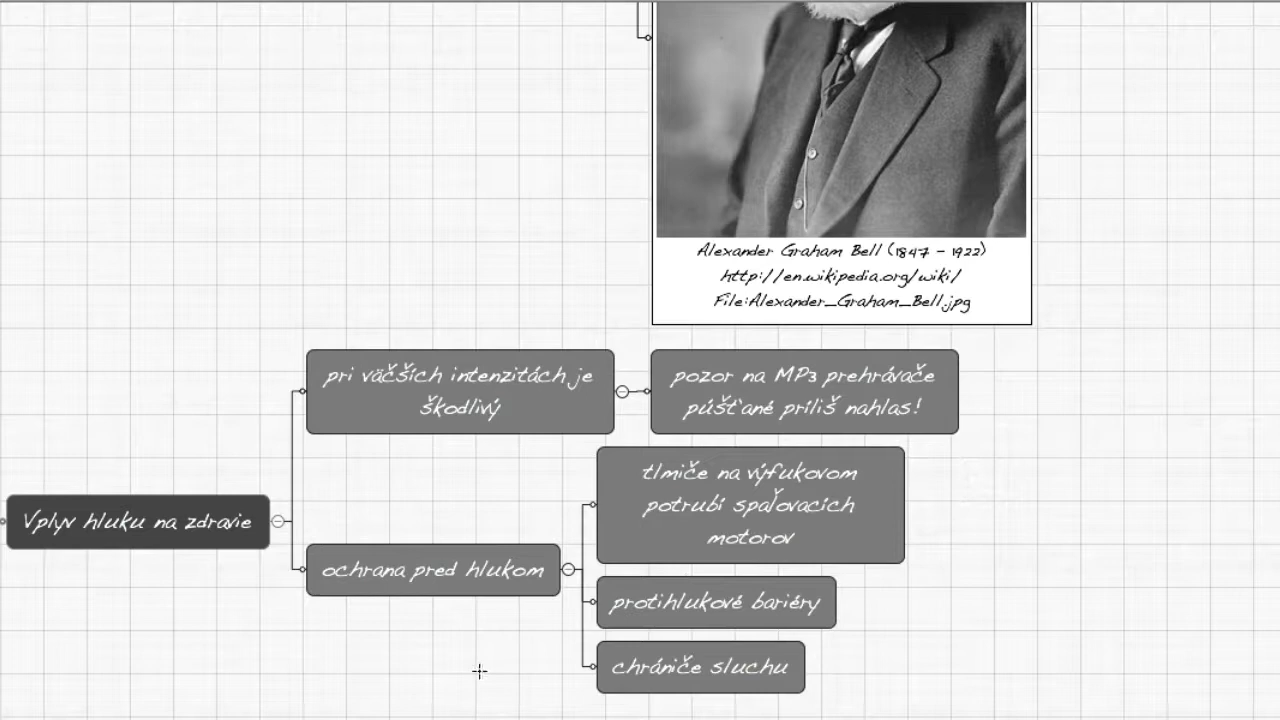 Alexander Graham Bell (1847 - 1922)
http://en.wikipedia.org/wiki/
File:Alexander_Graham_Bell.jpg
pri väčších intenzitách je
škodlivý
pozor na MP3 prehrávače
púšťané príliš nahlas!
Vplyv hluku na zdravie
ochrana pred hlukom
tlmiče na výfukovom
potrubí spaľovacích
motorov
protihlukové bariéry
chrániče sluchu